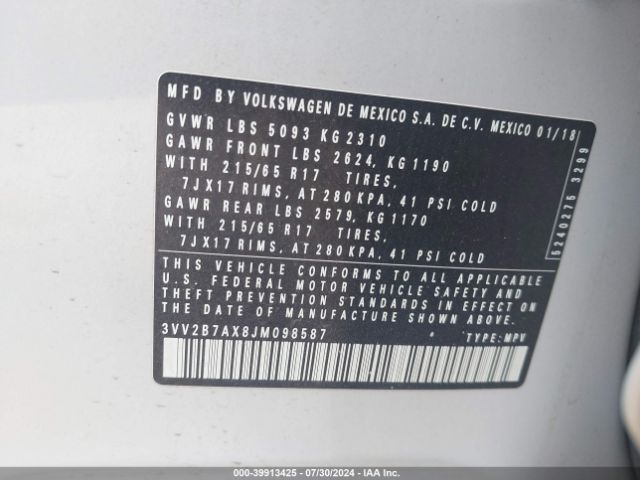 MFD BY VOLKSWAGEN DE MEXICO S.A. DE C.V. MEXICO 01/18
GVWR LBS 5093 KG 2310
GAWR FRONT LBS 2624, KG 1190
WITH 215/65 R17 TIRES,
7JX17 RIMS, AT 280 KPA, 41 PSI COLD
GAWR REAR LBS 2579, KG 1170
WITH 215/65 R17 TIRES,
7JX17 RIMS, AT 280 KPA, 41 PSI COLD
THIS VEHICLE CONFORMS TO ALL APPLICABLE
U.S. FEDERAL MOTOR VEHICLE SAFETY AND
THEFT PREVENTION STANDARDS IN EFFECT ON
THE DATE OF MANUFACTURE SHOWN ABOVE.
3VV2B7AX8JM098587 * TYPE: MPV
5240275 3299
000-39913425 - 07/30/2024 - IAA Inc.